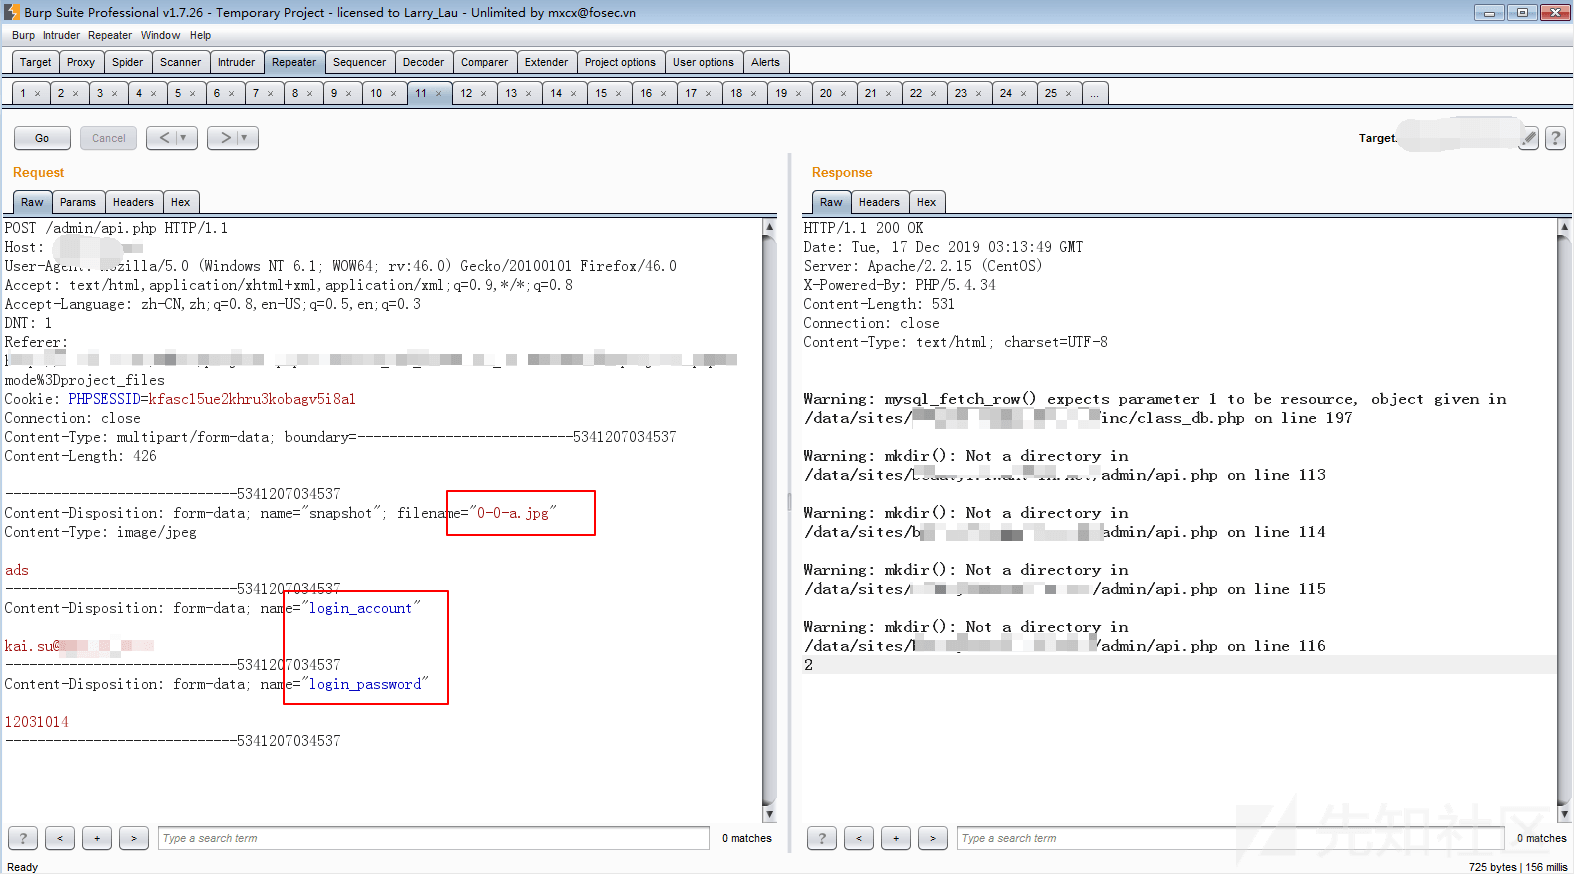 Burp Suite Professional v1.7.26 - Temporary Project - licensed to Larry_Lau - Unlimited by mxcx@fosec.vn
Burp Intruder Repeater Window Help
Target Proxy Spider Scanner Intruder Repeater Sequencer Decoder Comparer Extender Project options User options Alerts
1 × 2 × 3 × 4 × 5 × 6 × 7 × 8 × 9 × 10 × 11 × 12 × 13 × 14 × 15 × 16 × 17 × 18 × 19 × 20 × 21 × 22 × 23 × 24 × 25 × ...
Go Cancel < ▼ > ▼
Target: ?
Request
Raw Params Headers Hex
POST /admin/api.php HTTP/1.1
Host:
User-Agent: Mozilla/5.0 (Windows NT 6.1; WOW64; rv:46.0) Gecko/20100101 Firefox/46.0
Accept: text/html,application/xhtml+xml,application/xml;q=0.9,*/*;q=0.8
Accept-Language: zh-CN,zh;q=0.8,en-US;q=0.5,en;q=0.3
DNT: 1
Referer:
mode%3Dproject_files
Cookie: PHPSESSID=kfasc15ue2khru3kobagv5i8a1
Connection: close
Content-Type: multipart/form-data; boundary=---------------------------5341207034537
Content-Length: 426
-----------------------------5341207034537
Content-Disposition: form-data; name="snapshot"; filename="0-0-a.jpg"
Content-Type: image/jpeg
ads
-----------------------------5341207034537
Content-Disposition: form-data; name="login_account"
kai.su@
-----------------------------5341207034537
Content-Disposition: form-data; name="login_password"
12031014
-----------------------------5341207034537
? < + > Type a search term 0 matches
Response
Raw Headers Hex
HTTP/1.1 200 OK
Date: Tue, 17 Dec 2019 03:13:49 GMT
Server: Apache/2.2.15 (CentOS)
X-Powered-By: PHP/5.4.34
Content-Length: 531
Connection: close
Content-Type: text/html; charset=UTF-8
Warning: mysql_fetch_row() expects parameter 1 to be resource, object given in
/data/sites/ /inc/class_db.php on line 197
Warning: mkdir(): Not a directory in
/data/sites/ /admin/api.php on line 113
Warning: mkdir(): Not a directory in
/data/sites/ admin/api.php on line 114
Warning: mkdir(): Not a directory in
/data/sites/ /admin/api.php on line 115
Warning: mkdir(): Not a directory in
/data/sites/ /admin/api.php on line 116
2
? < + > Type a search term 0 matches
先知社区
Ready
725 bytes | 156 millis